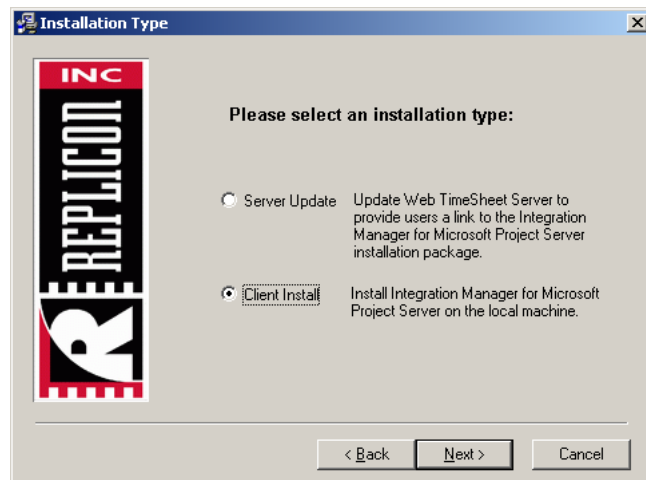 Installation Type
INC
REPLICON
R
Please select an installation type:
Server Update
Update Web TimeSheet Server to
provide users a link to the Integration
Manager for Microsoft Project Server
installation package.
Client Install
Install Integration Manager for Microsoft
Project Server on the local machine.
< Back
Next >
Cancel